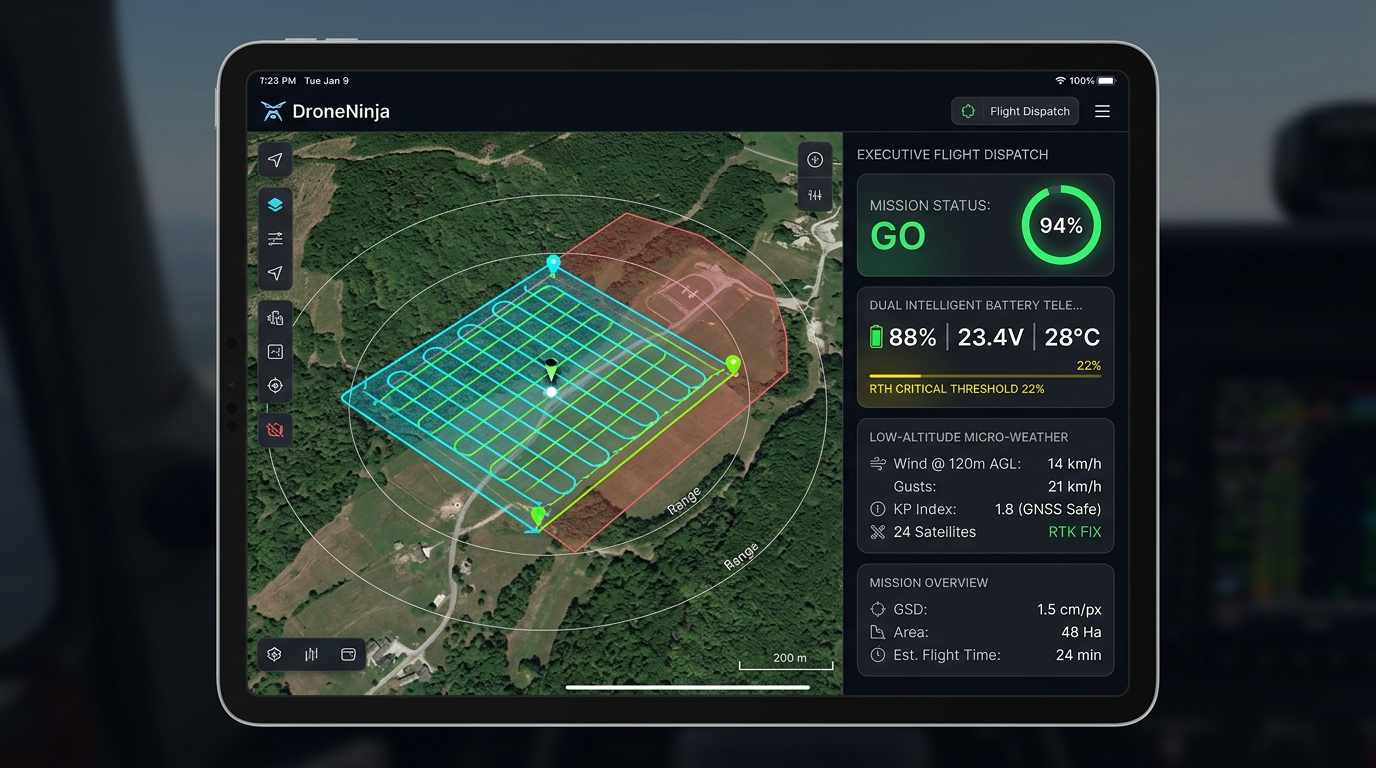 7:23 PM Tue Jan 9
100%
DroneNinja
Flight Dispatch
EXECUTIVE FLIGHT DISPATCH
MISSION STATUS:
GO
94%
DUAL INTELLIGENT BATTERY TELE...
88% | 23.4V | 28°C
22%
RTH CRITICAL THRESHOLD 22%
LOW-ALTITUDE MICRO-WEATHER
Wind @ 120m AGL: 14 km/h
Gusts: 21 km/h
KP Index: 1.8 (GNSS Safe)
24 Satellites RTK FIX
MISSION OVERVIEW
GSD: 1.5 cm/px
Area: 48 Ha
Est. Flight Time: 24 min
Range
Range
200 m